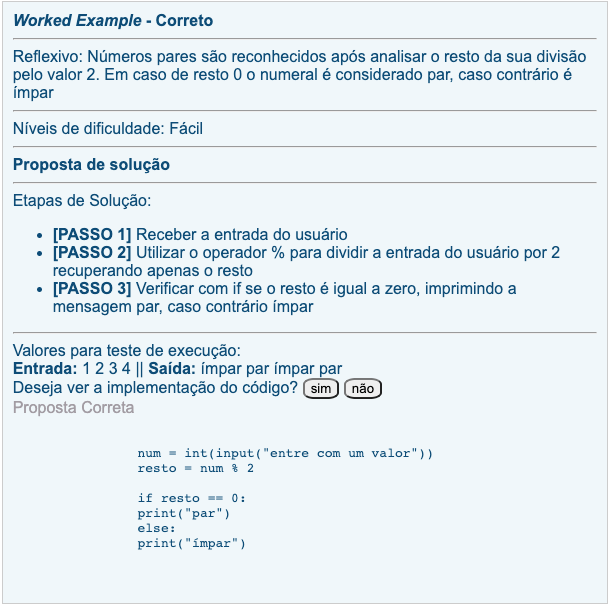 Worked Example - Correto
Reflexivo: Números pares são reconhecidos após analisar o resto da sua divisão
pelo valor 2. Em caso de resto 0 o numeral é considerado par, caso contrário é
ímpar
Níveis de dificuldade: Fácil
Proposta de solução
Etapas de Solução:
• [PASSO 1] Receber a entrada do usuário
• [PASSO 2] Utilizar o operador % para dividir a entrada do usuário por 2
recuperando apenas o resto
• [PASSO 3] Verificar com if se o resto é igual a zero, imprimindo a
mensagem par, caso contrário ímpar
Valores para teste de execução:
Entrada: 1 2 3 4 || Saída: ímpar par ímpar par
Deseja ver a implementação do código? sim não
Proposta Correta
num = int(input("entre com um valor"))
resto = num % 2
if resto == 0:
print("par")
else:
print("ímpar")